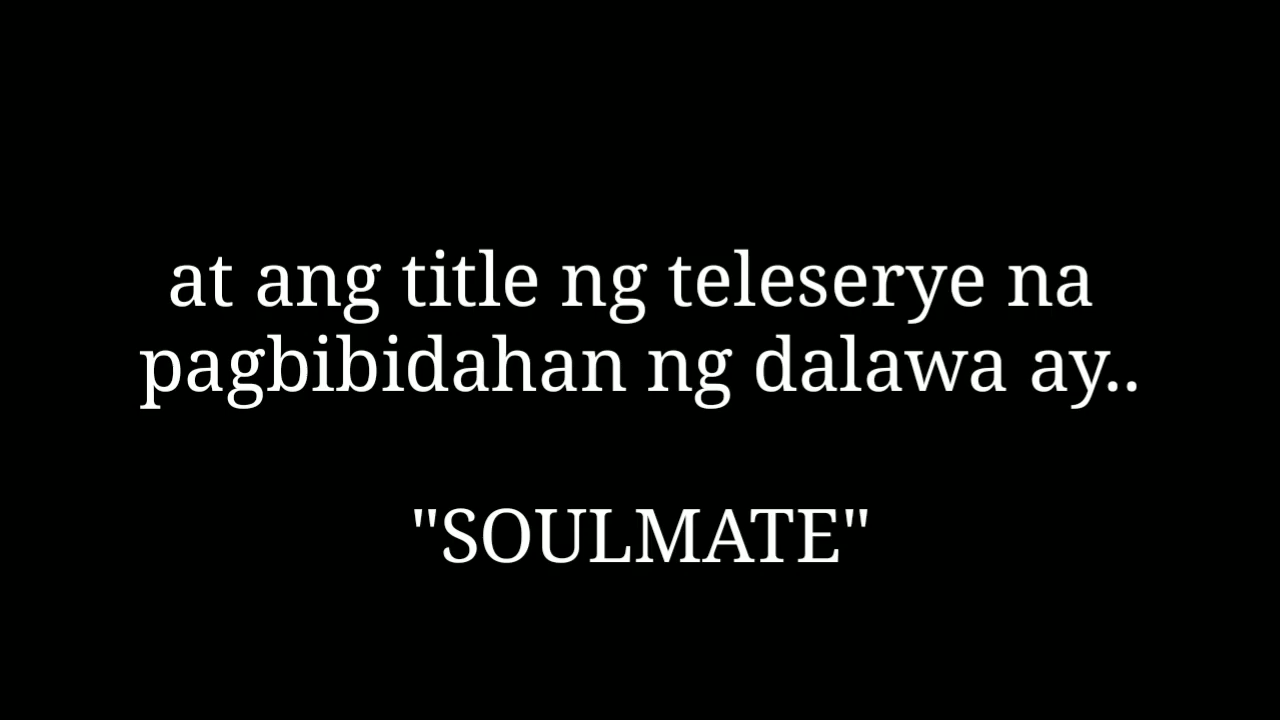 at ang title ng teleserye na
pagbibidahan ng dalawa ay..
"SOULMATE"